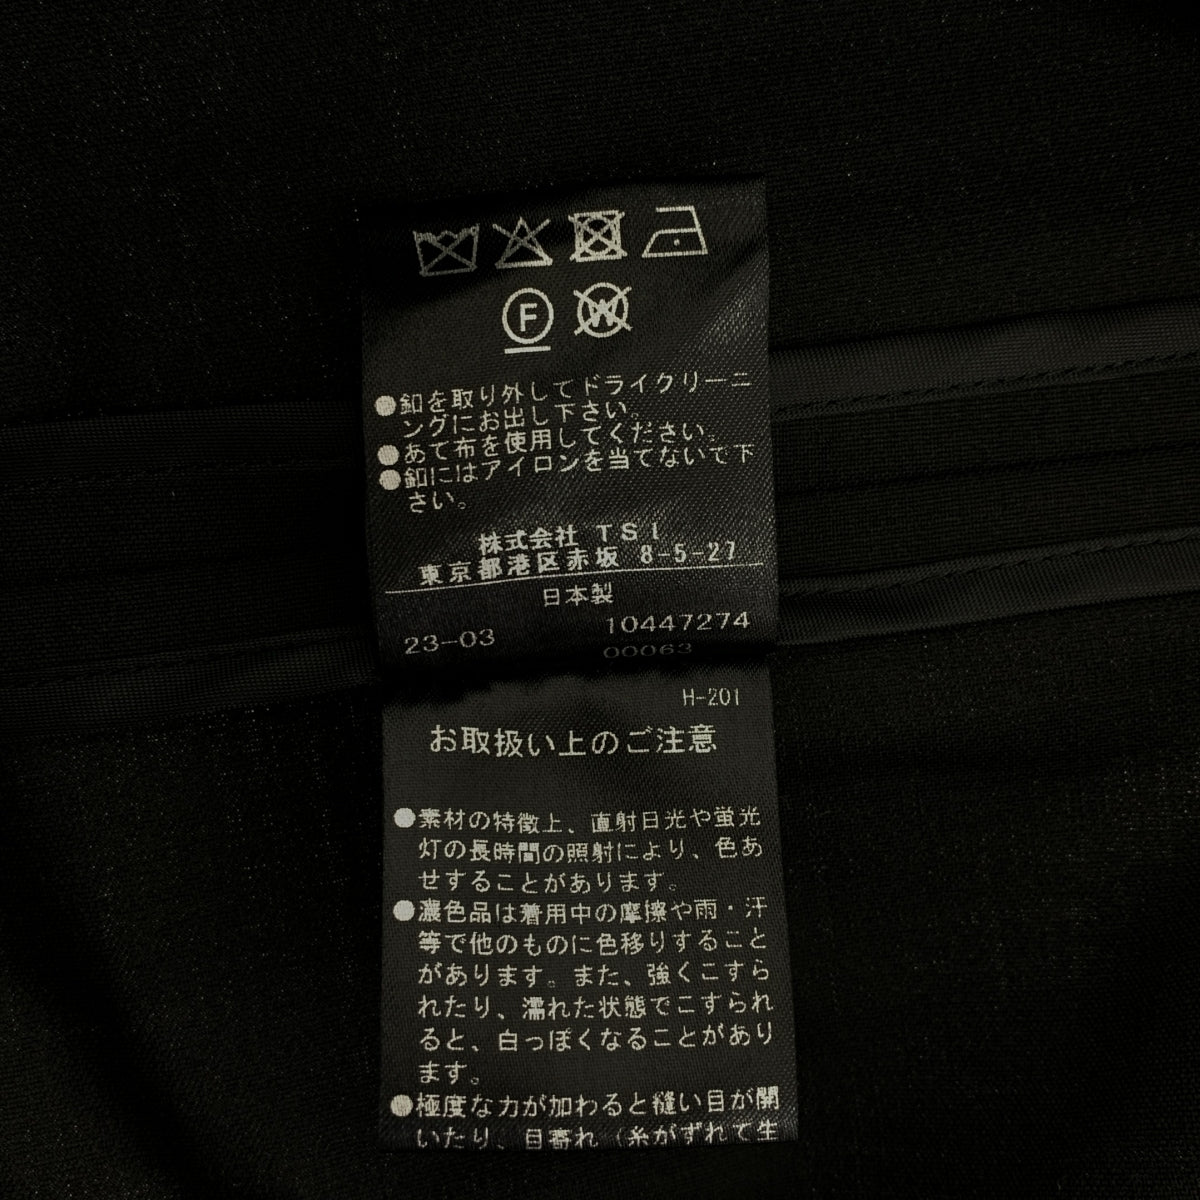 F W
●釦を取り外してドライクリーニ
ングにお出し下さい。
●あて布を使用してください。
●釦にはアイロンを当てないで下
さい。
株式会社 TSI
東京都港区赤坂 8-5-27
日本製
23-03 10447274
00063
H-201
お取扱い上のご注意
●素材の特徴上、直射日光や蛍光
灯の長時間の照射により、色あ
せすることがあります。
●濃色品は着用中の摩擦や雨・汗
等で他のものに色移りすること
があります。また、強くこすら
れたり、濡れた状態でこすられ
ると、白っぽくなることがあり
ます。
●極度な力が加わると縫い目が開
いたり、目寄れ（糸がずれて生